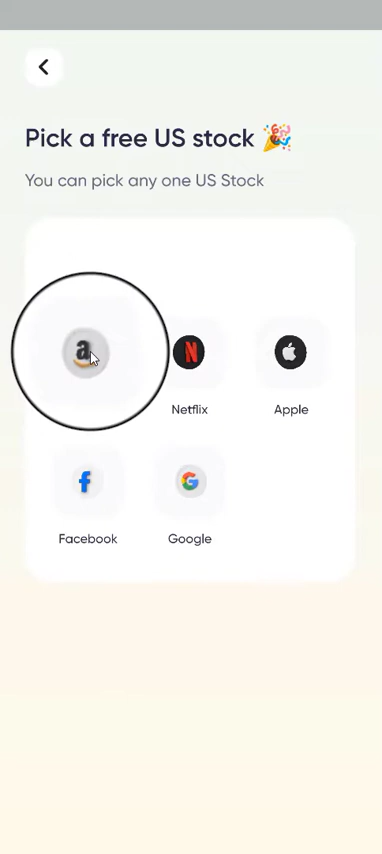 Pick a free US stock 🎉
You can pick any one US Stock
a
N
Netflix
Apple
f
G
Facebook
Google